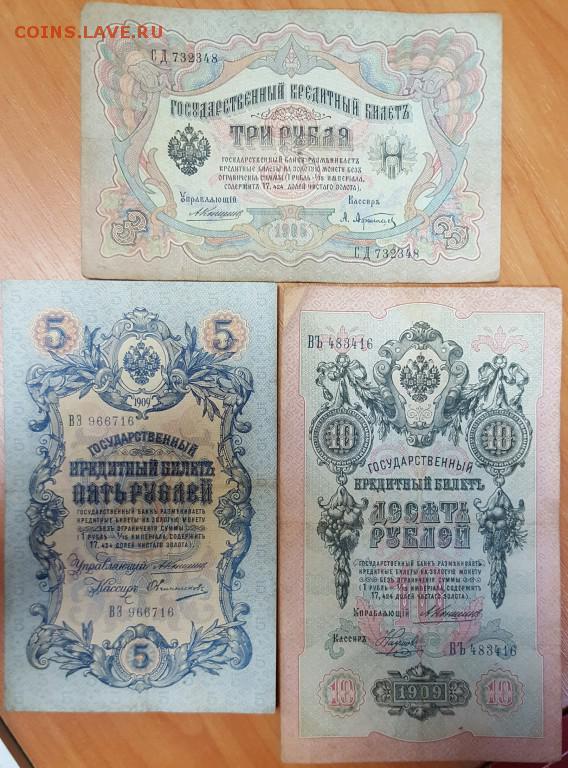 COINS.LAVE.RU
СД 732348
ГОСУДАРСТВЕННЫЙ КРЕДИТНЫЙ БИЛЕТЪ
ТРИ РУБЛЯ
ГОСУДАРСТВЕННЫЙ БАНКЪ РАЗМѢНИВАЕТЪ
КРЕДИТНЫЕ БИЛЕТЫ НА ЗОЛОТУЮ МОНЕТУ БЕЗЪ
ОГРАНИЧЕНІЯ СУММЫ (1 РУБЛЬ = 1/15 ИМПЕРІАЛА,
СОДЕРЖИТЪ 17,424 ДОЛЕЙ ЧИСТАГО ЗОЛОТА).
Управляющій Кассиръ
3 1905 3
СД 732348
5 5
1909
ВЭ 966716
ГОСУДАРСТВЕННЫЙ
КРЕДИТНЫЙ БИЛЕТЪ
ПЯТЬ РУБЛЕЙ
ГОСУДАРСТВЕННЫЙ БАНКЪ РАЗМѢНИВАЕТЪ
КРЕДИТНЫЕ БИЛЕТЫ НА ЗОЛОТУЮ МОНЕТУ
БЕЗЪ ОГРАНИЧЕНІЯ СУММЫ
(1 РУБЛЬ = 1/15 ИМПЕРІАЛА, СОДЕРЖИТЪ
17,424 ДОЛЕЙ ЧИСТАГО ЗОЛОТА).
Управляющій
Кассиръ
ВЭ 966716
5
ВЪ 483416
10 10
ГОСУДАРСТВЕННЫЙ
КРЕДИТНЫЙ БИЛЕТЪ
ДЕСЯТЬ
РУБЛЕЙ
ГОСУДАРСТВЕННЫЙ БАНКЪ РАЗМѢНИВАЕТЪ
КРЕДИТНЫЕ БИЛЕТЫ НА ЗОЛОТУЮ МОНЕТУ
БЕЗЪ ОГРАНИЧЕНІЯ СУММЫ
(1 РУБЛЬ = 1/15 ИМПЕРІАЛА, СОДЕРЖИТЪ
17,424 ДОЛЕЙ ЧИСТАГО ЗОЛОТА).
Управляющій
Кассиръ
ВЪ 483416
10 1909 10